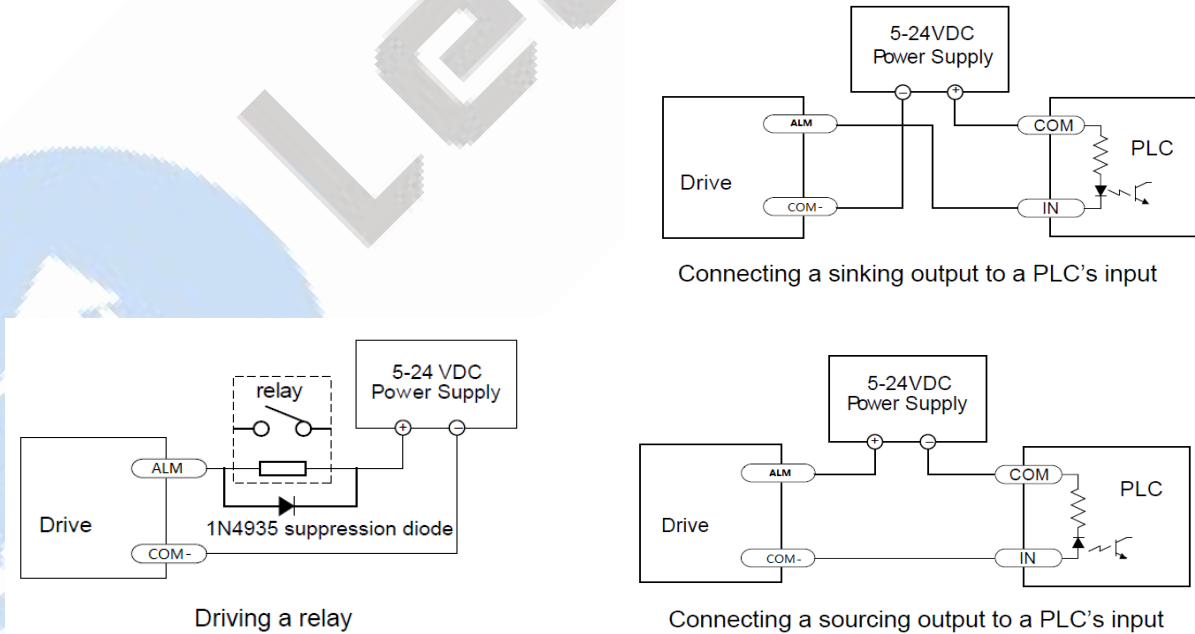 Lea
5-24VDC
Power Supply
−
+
ALM
COM
PLC
Drive
COM-
IN
Connecting a sinking output to a PLC's input
5-24 VDC
Power Supply
relay
+
−
ALM
Drive
1N4935 suppression diode
COM-
Driving a relay
5-24VDC
Power Supply
+
−
ALM
COM
PLC
Drive
COM-
IN
Connecting a sourcing output to a PLC's input